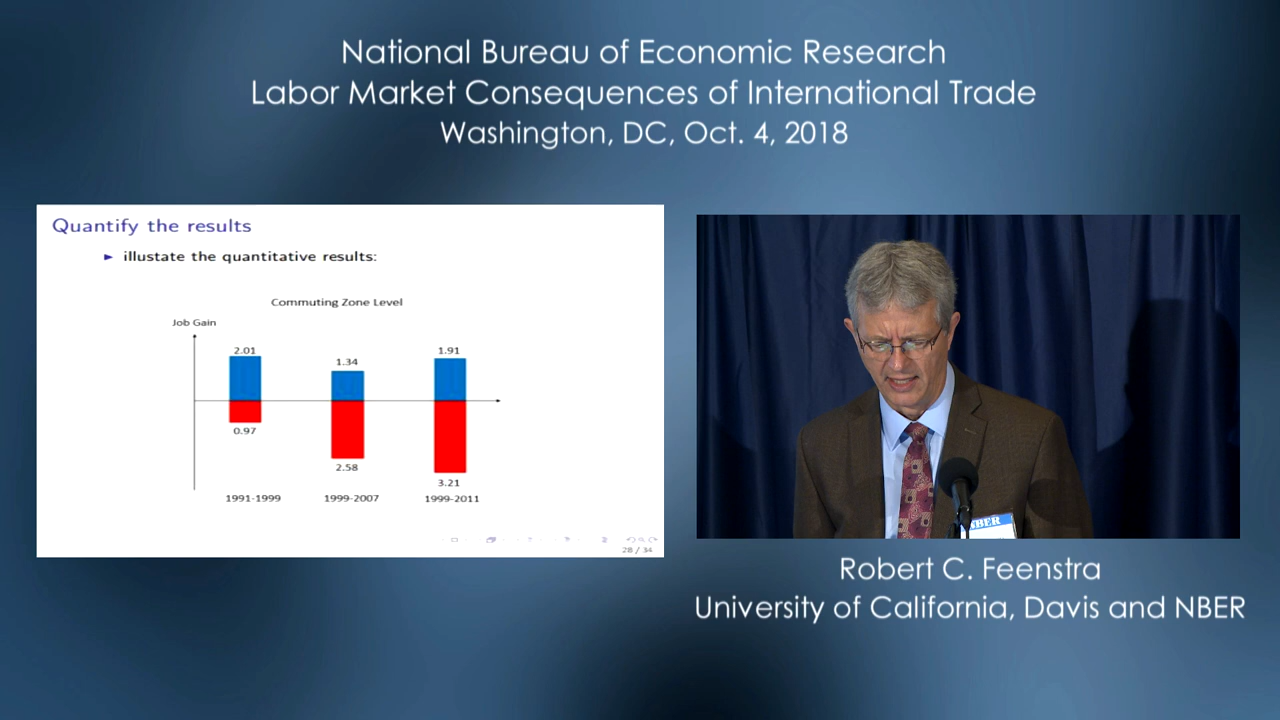 National Bureau of Economic Research
Labor Market Consequences of International Trade
Washington, DC, Oct. 4, 2018
Quantify the results
illustate the quantitative results:
Commuting Zone Level
Job Gain
2.01
1.34
1.91
0.97
2.58
3.21
1991-1999
1999-2007
1999-2011
28 / 34
NBER
Robert C. Feenstra
University of California, Davis and NBER